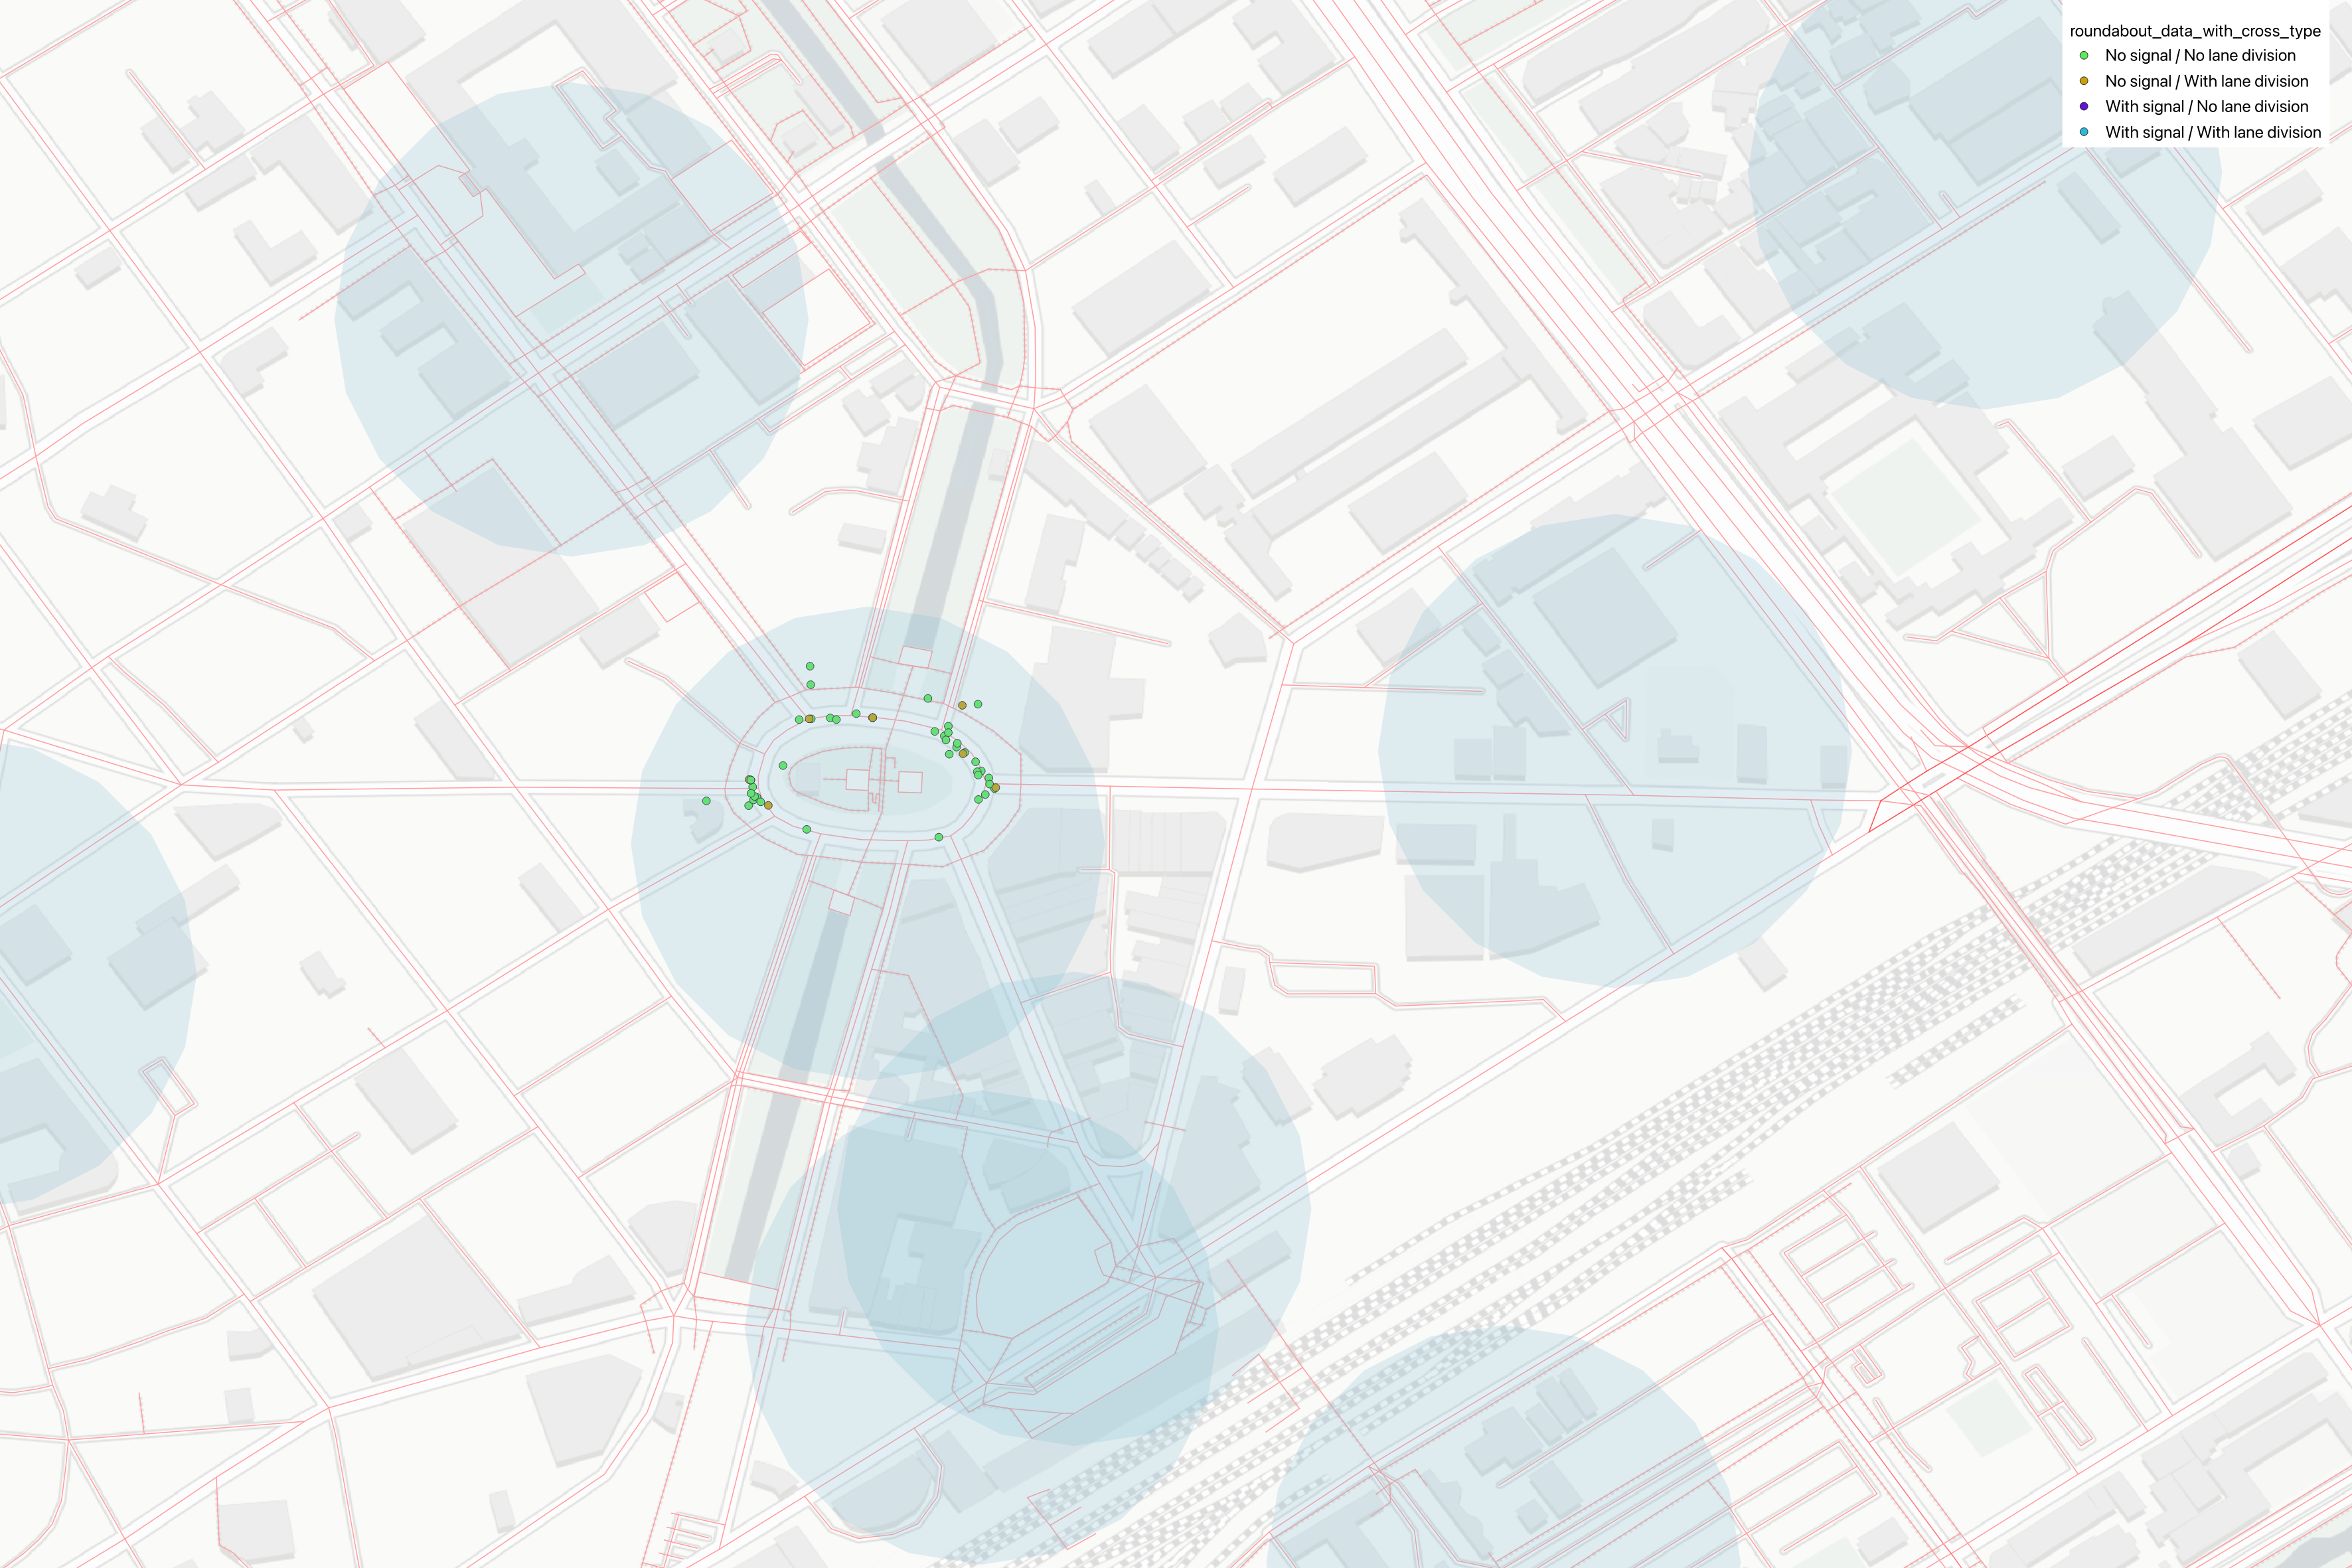 roundabout_data_with_cross_type
No signal / No lane division
No signal / With lane division
With signal / No lane division
With signal / With lane division